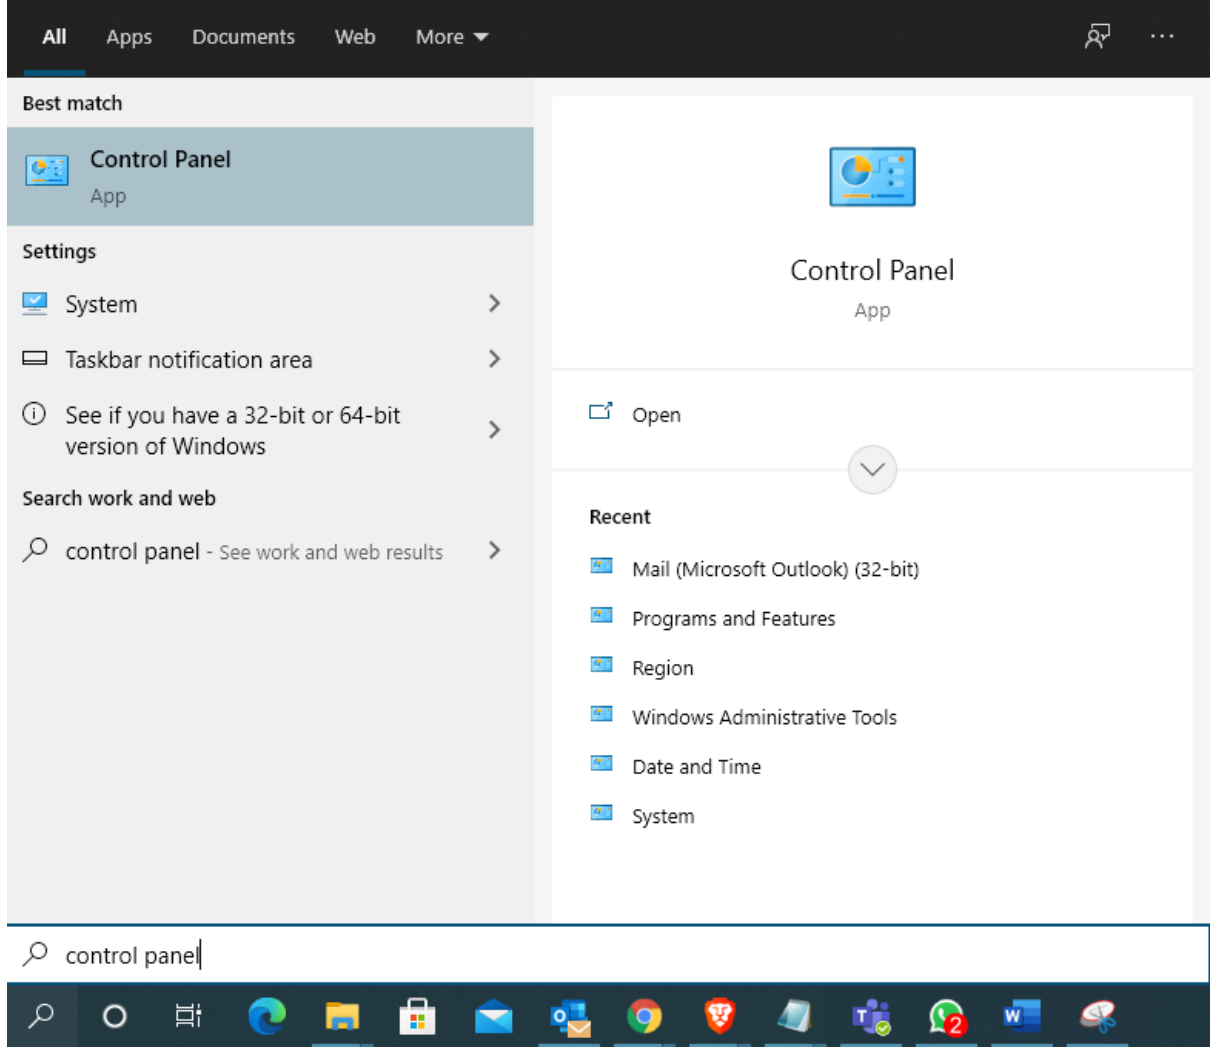 All Apps Documents Web More
Best match
Control Panel
App
Settings
System
Taskbar notification area
See if you have a 32-bit or 64-bit
version of Windows
Search work and web
control panel - See work and web results
Control Panel
App
Open
Recent
Mail (Microsoft Outlook) (32-bit)
Programs and Features
Region
Windows Administrative Tools
Date and Time
System
control panel
2